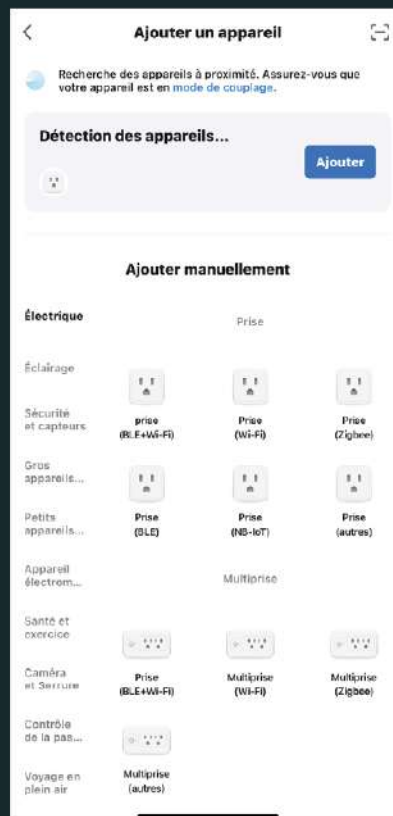 Ajouter un appareil
Recherche des appareils à proximité. Assurez-vous que
votre appareil est en mode de couplage.
Détection des appareils...
Ajouter
Ajouter manuellement
Électrique
Prise
Éclairage
prise
(BLE+Wi-Fi)
Prise
(Wi-Fi)
Prise
(Zigbee)
Sécurité
et capteurs
Gros
appareils...
Prise
(BLE)
Prise
(NB-IoT)
Prise
(autres)
Petits
appareils...
Appareil
électrom...
Multiprise
Santé et
exercice
Prise
(BLE+Wi-Fi)
Multiprise
(Wi-Fi)
Multiprise
(Zigbee)
Caméra
et Serrure
Contrôle
de la pas...
Multiprise
(autres)
Voyage en
plein air